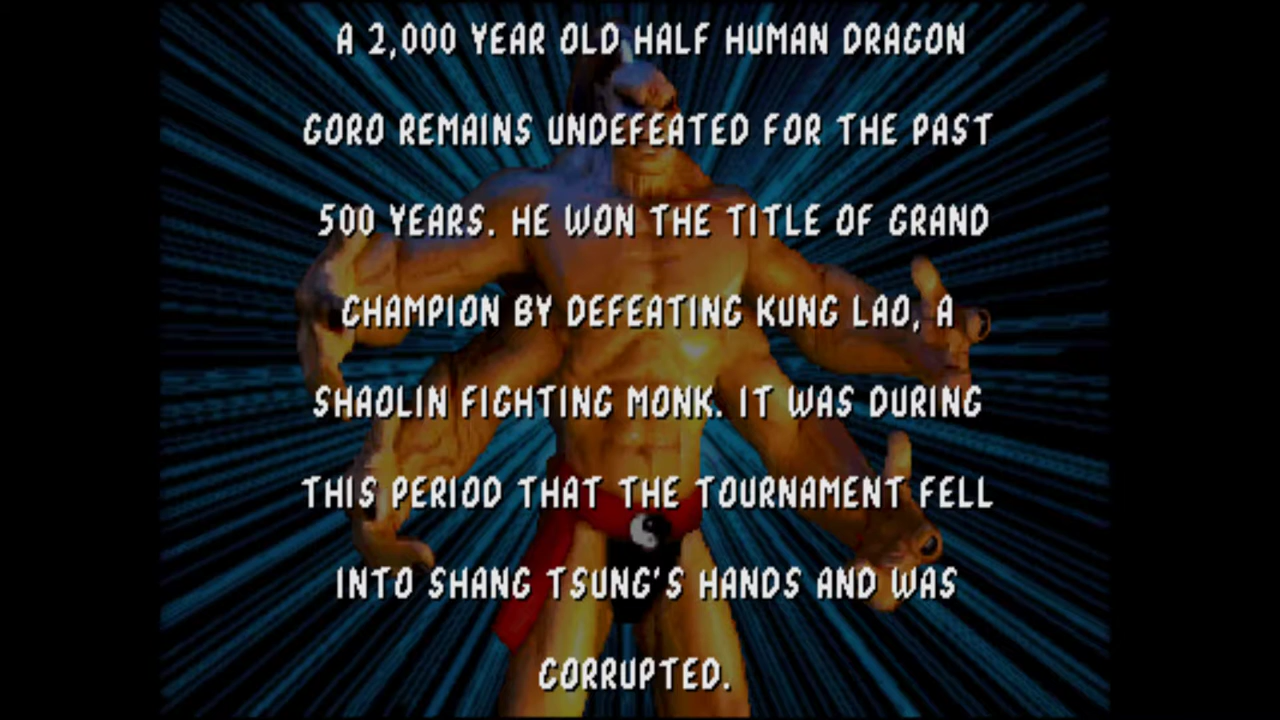 A 2,000 YEAR OLD HALF HUMAN DRAGON
GORO REMAINS UNDEFEATED FOR THE PAST
500 YEARS. HE WON THE TITLE OF GRAND
CHAMPION BY DEFEATING KUNG LAO, A
SHAOLIN FIGHTING MONK. IT WAS DURING
THIS PERIOD THAT THE TOURNAMENT FELL
INTO SHANG TSUNG'S HANDS AND WAS
CORRUPTED.